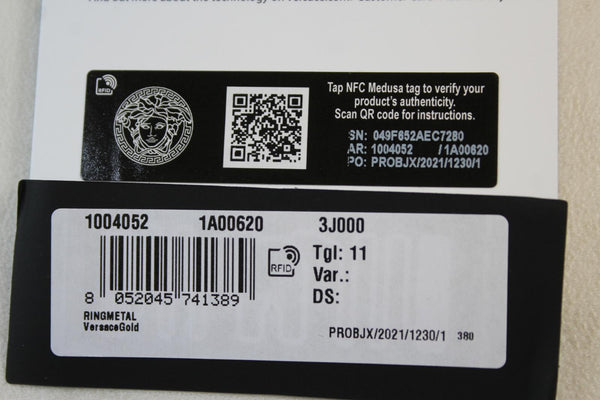 RFID
Tap NFC Medusa tag to verify your
product's authenticity.
Scan QR code for instructions.
SN: 049F652AEC7280
AR: 1004052 / 1A00620
PO: PROBJX/2021/1230/1
1004052 1A00620 3J000
RFID
Tgl: 11
Var.:
DS:
8 052045 741389
RINGMETAL
VersaceGold
PROBJX/2021/1230/1 380